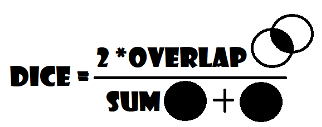 DICE = 2 * OVERLAP
SUM +